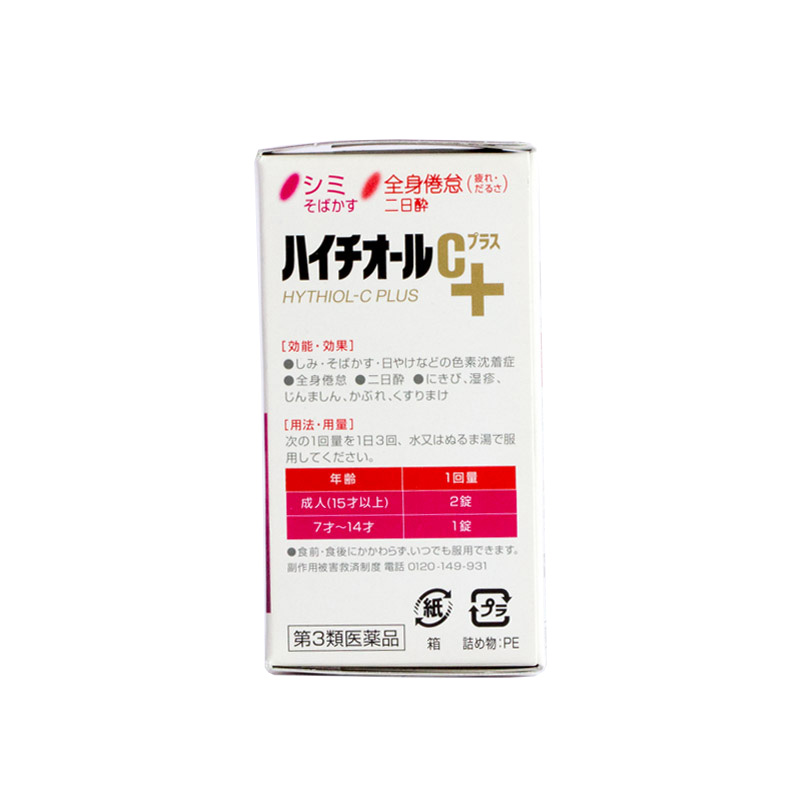 シミ
そばかす
全身倦怠(疲れ・だるさ)
二日酔
ハイチオールCプラス
+
HYTHIOL-C PLUS
[効能・効果]
●しみ・そばかす・日やけなどの色素沈着症
●全身倦怠 ●二日酔 ●にきび、湿疹、
じんましん、かぶれ、くすりまけ
[用法・用量]
次の1回量を1日3回、水又はぬるま湯で服
用してください。
年齢 1回量
成人(15才以上) 2錠
7才〜14才 1錠
●食前・食後にかかわらず、いつでも服用できます。
副作用被害救済制度 電話 0120-149-931
紙 プラ
第3類医薬品 箱 詰め物:PE